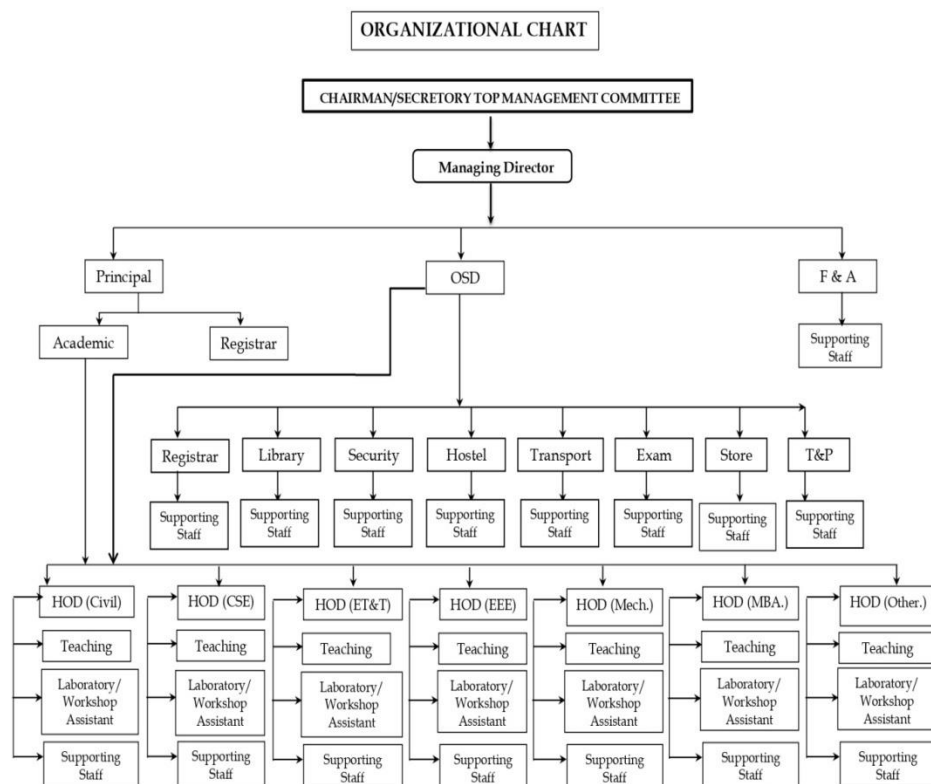 ORGANIZATIONAL CHART
CHAIRMAN/SECRETORY TOP MANAGEMENT COMMITTEE
Managing Director
Principal
OSD
F & A
Academic
Registrar
Supporting
Staff
Registrar
Library
Security
Hostel
Transport
Exam
Store
T&P
Supporting
Staff
Supporting
Staff
Supporting
Staff
Supporting
Staff
Supporting
Staff
Supporting
Staff
Supporting
Staff
Supporting
Staff
HOD (Civil)
HOD (CSE)
HOD (ET&T)
HOD (EEE)
HOD (Mech.)
HOD (MBA.)
HOD (Other.)
Teaching
Teaching
Teaching
Teaching
Teaching
Teaching
Teaching
Laboratory/
Workshop
Assistant
Laboratory/
Workshop
Assistant
Laboratory/
Workshop
Assistant
Laboratory/
Workshop
Assistant
Laboratory/
Workshop
Assistant
Laboratory/
Workshop
Assistant
Laboratory/
Workshop
Assistant
Supporting
Staff
Supporting
Staff
Supporting
Staff
Supporting
Staff
Supporting
Staff
Supporting
Staff
Supporting
Staff